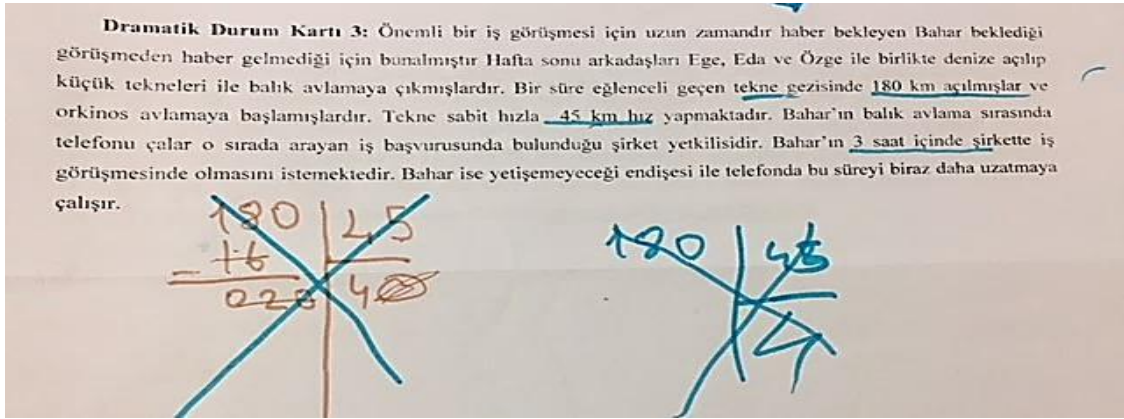 Dramatik Durum Kartı 3: Önemli bir iş görüşmesi için uzun zamandır haber bekleyen Bahar beklediği
görüşmeden haber gelmediği için bunalmıştır Hafta sonu arkadaşları Ege, Eda ve Özge ile birlikte denize açılıp
küçük tekneleri ile balık avlamaya çıkmışlardır. Bir süre eğlenceli geçen tekne gezisinde 180 km açılmışlar ve
orkinos avlamaya başlamışlardır. Tekne sabit hızla 45 km hız yapmaktadır. Bahar'ın balık avlama sırasında
telefonu çalar o sırada arayan iş başvurusunda bulunduğu şirket yetkilisidir. Bahar'ın 3 saat içinde şirkette iş
görüşmesinde olmasını istemektedir. Bahar ise yetişemeyeceği endişesi ile telefonda bu süreyi biraz daha uzatmaya
çalışır.
180 45
- 16 4
020
180 45
4